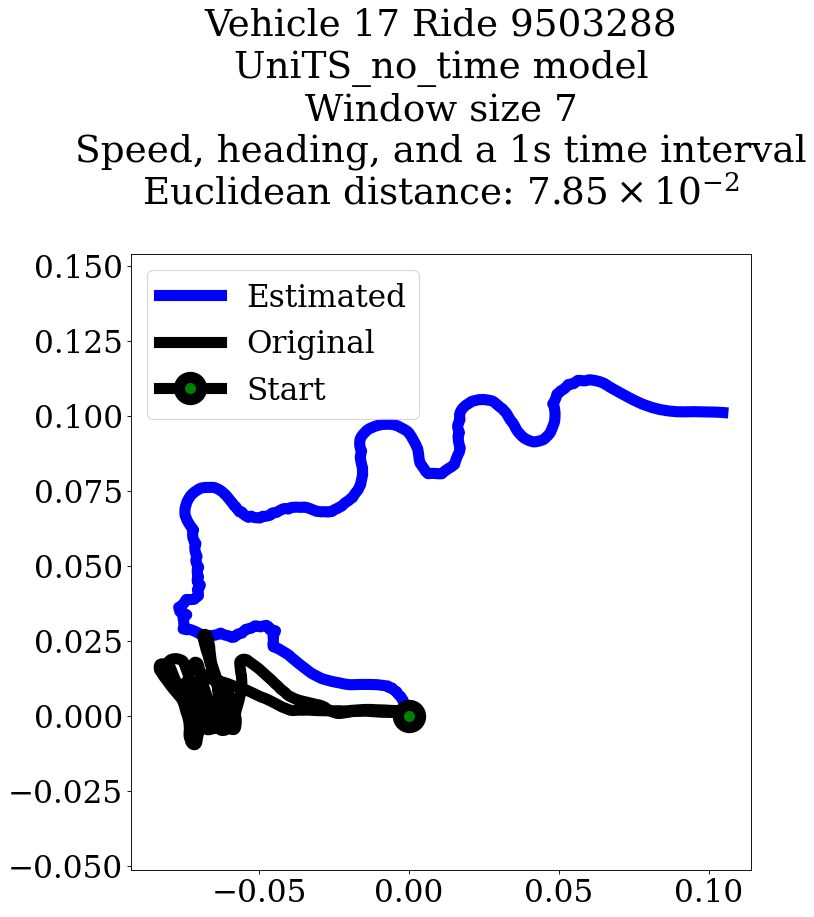 Vehicle 17 Ride 9503288
UniTS_no_time model
Window size 7
Speed, heading, and a 1s time interval
Euclidean distance: 7.85 × 10⁻²
0.150
Estimated
0.125
Original
Start
0.100
0.075
0.050
0.025
0.000
−0.025
−0.050
−0.05 0.00 0.05 0.10